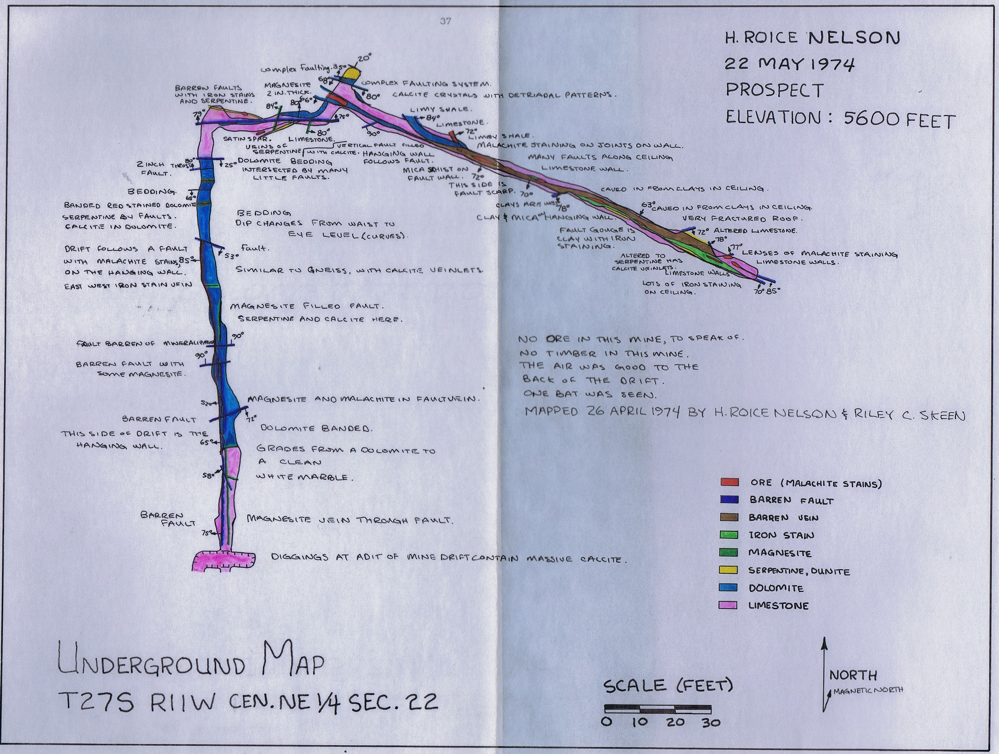 37
H. ROICE NELSON
22 MAY 1974
PROSPECT
ELEVATION: 5600 FEET
20°
complex faulting. 35°
68°
COMPLEX FAULTING SYSTEM.
80°
CALCITE CRYSTALS WITH DETRIADAL PATTERNS.
MAGNESITE
2 IN. THICK.
66°
80°
84°
BARREN FAULTS
WITH IRON STAINS
AND SERPENTINE.
79°
75°
LIMY SHALE.
84°
LIMESTONE.
72°
LIMEY SHALE.
90°
80°
SATIN SPAR.
LIMESTONE.
VEINS OF
SERPENTINE
VERTICAL FAULT FILLED
WITH CALCITE.
HANGING WALL
FOLLOWS FAULT.
MALACHITE STAINING ON JOINTS ON WALL.
MANY FAULTS ALONG CEILING
LIMESTONE WALL.
80°
25°
2 INCH THRUST
FAULT.
DOLOMITE BEDDING
INTERSECTED BY MANY
LITTLE FAULTS.
MICA SCHIST ON
FAULT WALL.
72°
THIS SIDE IS
FAULT SCARP.
70°
CAVED IN FROM CLAYS IN CEILING.
BEDDING.
65°
CLAYS ARE WET
78°
63°
CAVED IN FROM CLAYS IN CEILING.
VERY FRACTURED ROOF.
BANDED RED STAINED DOLOMITE
SERPENTINE BY FAULTS.
CALCITE IN DOLOMITE.
BEDDING
DIP CHANGES FROM WAIST TO
EYE LEVEL (CURVES).
CLAY & MICA ON HANGING WALL.
FAULT GOUGE IS
CLAY WITH IRON
STAINING.
72° ALTERED LIMESTONE.
78°
77°
LENSES OF MALACHITE STAINING
LIMESTONE WALLS.
DRIFT FOLLOWS A FAULT
WITH MALACHITE STAINS, 85°
ON THE HANGING WALL.
EAST WEST IRON STAIN VEIN
fault.
53°
SIMILAR TO GNEISS, WITH CALCITE VEINLETS.
ALTERED TO
SERPENTINE HAS
CALCITE VEINLETS.
LIMESTONE WALLS
LOTS OF IRON STAINING
ON CEILING.
70° 85°
MAGNESITE FILLED FAULT.
SERPENTINE AND CALCITE HERE.
90°
FAULT BARREN OF MINERALIZATION
90°
BARREN FAULT WITH
SOME MAGNESITE.
NO ORE IN THIS MINE, TO SPEAK OF.
NO TIMBER IN THIS MINE.
THE AIR WAS GOOD TO THE
BACK OF THE DRIFT.
ONE BAT WAS SEEN.
MAPPED 26 APRIL 1974 BY H. ROICE NELSON & RILEY C. SKEEN
52°
MAGNESITE AND MALACHITE IN FAULT VEIN.
BARREN FAULT
72°
DOLOMITE BANDED.
THIS SIDE OF DRIFT IS THE
HANGING WALL.
65°
GRADES FROM A DOLOMITE TO
A CLEAN
WHITE MARBLE.
58°
BARREN
FAULT
75°
MAGNESITE VEIN THROUGH FAULT.
DIGGINGS AT ADIT OF MINE DRIFT CONTAIN MASSIVE CALCITE.
ORE (MALACHITE STAINS)
BARREN FAULT
BARREN VEIN
IRON STAIN
MAGNESITE
SERPENTINE, DUNITE
DOLOMITE
LIMESTONE
UNDERGROUND MAP
T27S R11W CEN. NE 1/4 SEC. 22
SCALE (FEET)
0 10 20 30
NORTH
MAGNETIC NORTH